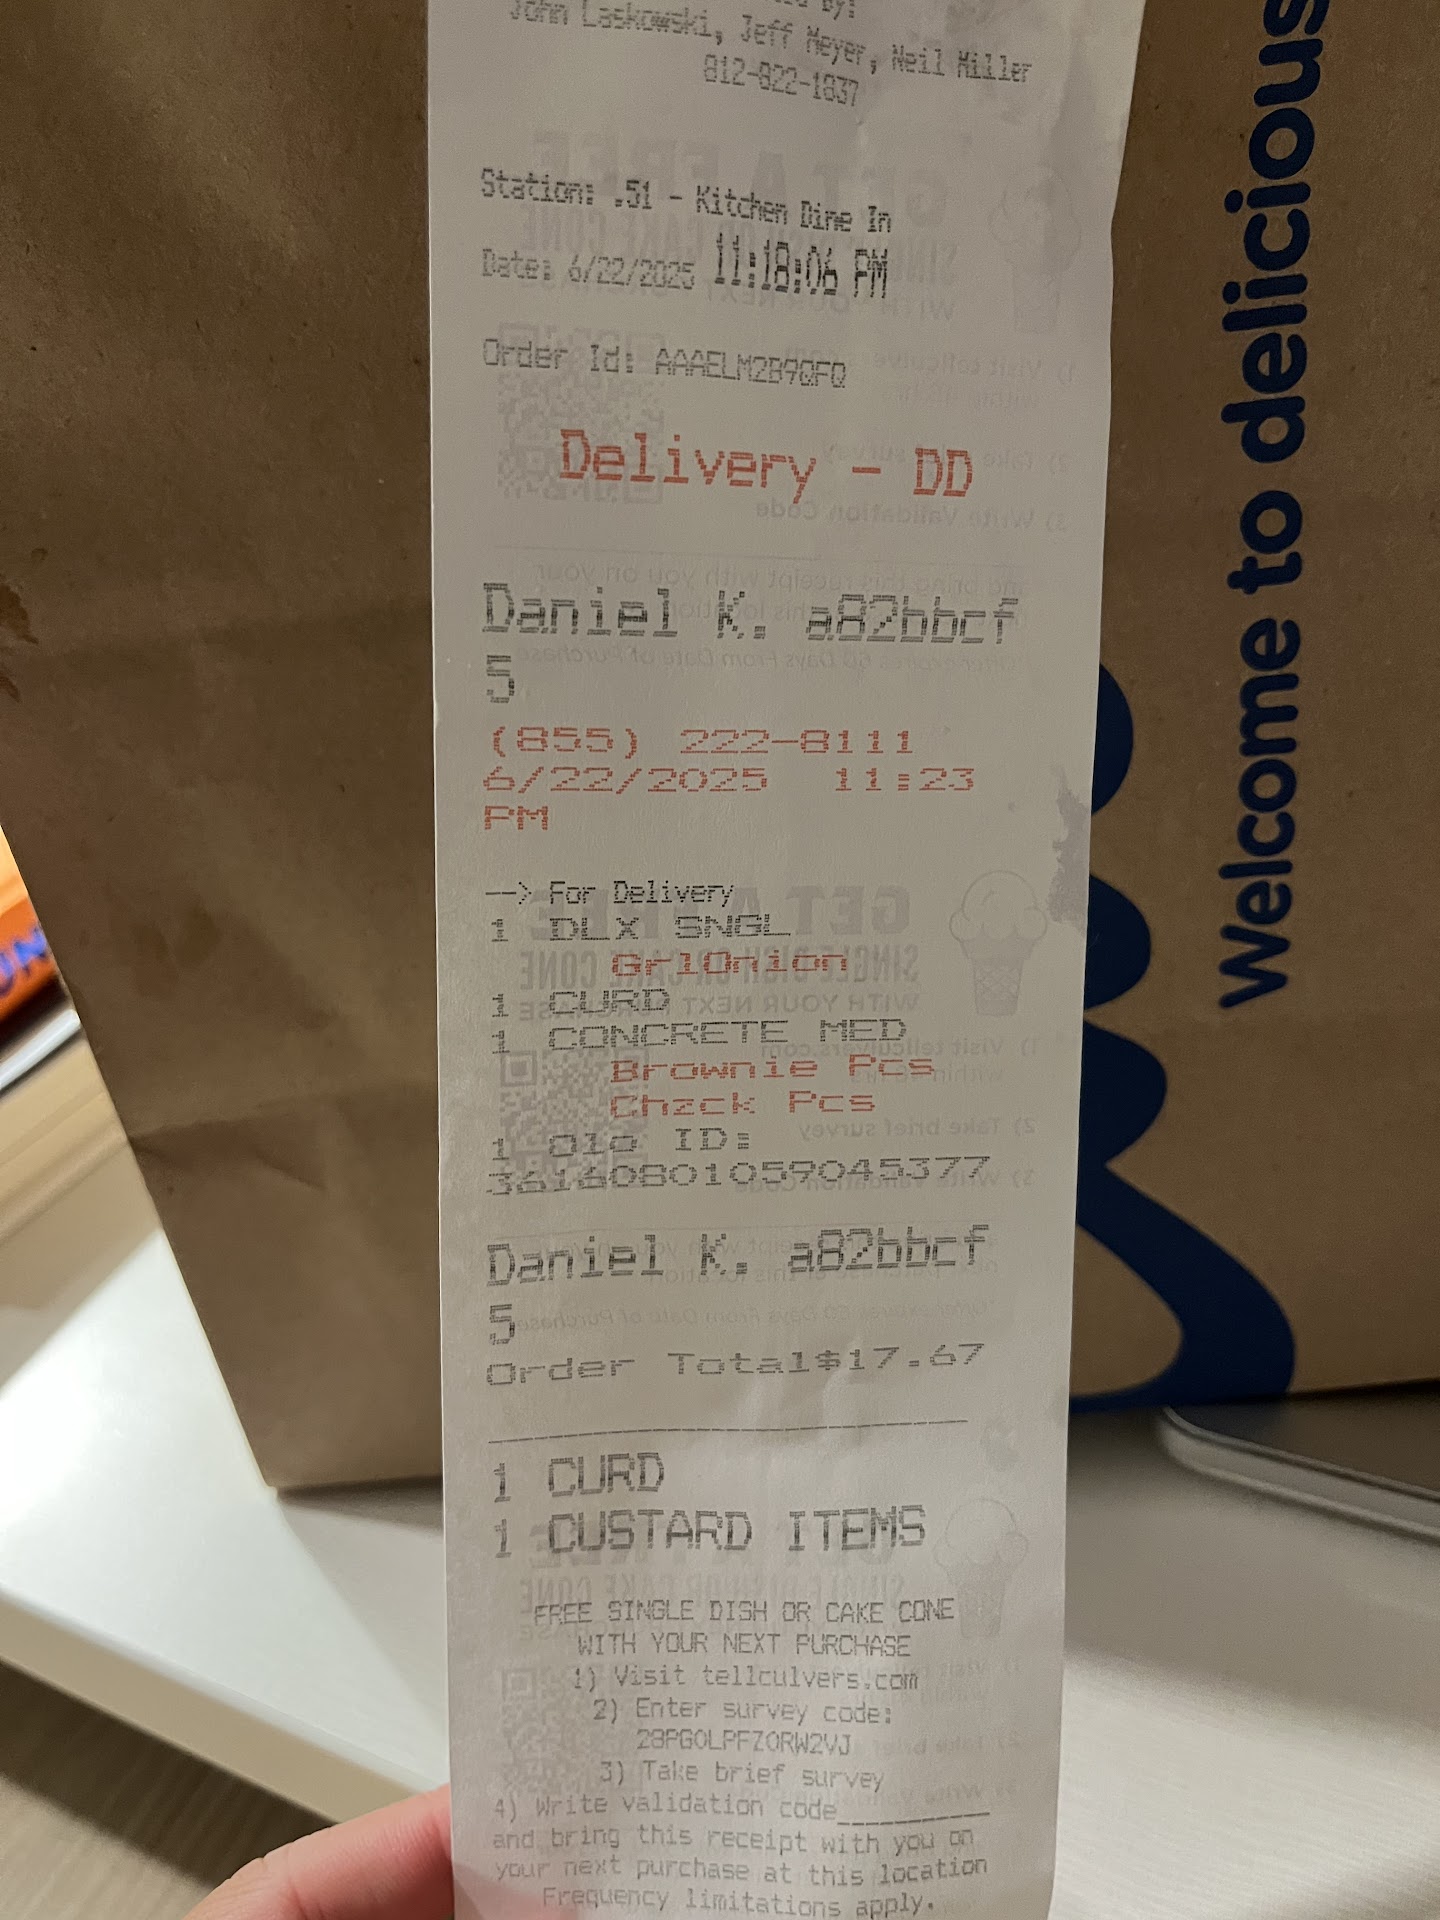 by:
John Laskowski, Jeff Meyer, Neil Miller
812-822-1837
Station: .51 - Kitchen Dine In
Date: 6/22/2025 11:18:06 PM
Order Id: AAAELM2B9QFQ
Delivery - DD
Daniel K. a82bbcf
5
(855) 222-8111
6/22/2025 11:23
PM
--> For Delivery
1 DLX SNGL
GrlOnion
1 CURD
1 CONCRETE MED
Brownie Pcs
Chzck Pcs
1 Olo ID:
36160801059045377
Daniel K. a82bbcf
5
Order Total$17.67
1 CURD
1 CUSTARD ITEMS
FREE SINGLE DISH OR CAKE CONE
WITH YOUR NEXT PURCHASE
1) Visit tellculvers.com
2) Enter survey code:
28PGOLPFZORW2VJ
3) Take brief survey
4) Write validation code__________
and bring this receipt with you on
your next purchase at this location
Frequency limitations apply.
Welcome to delicious